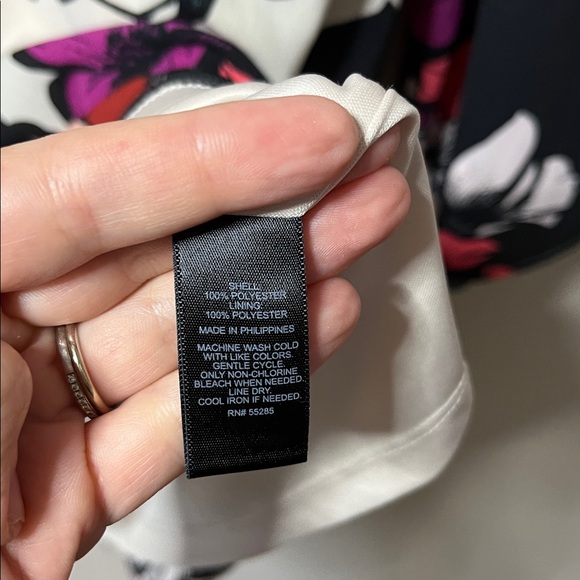 SHELL:
100% POLYESTER
LINING:
100% POLYESTER
MADE IN PHILIPPINES
MACHINE WASH COLD
WITH LIKE COLORS.
GENTLE CYCLE.
ONLY NON-CHLORINE
BLEACH WHEN NEEDED.
LINE DRY.
COOL IRON IF NEEDED.
RN# 55285